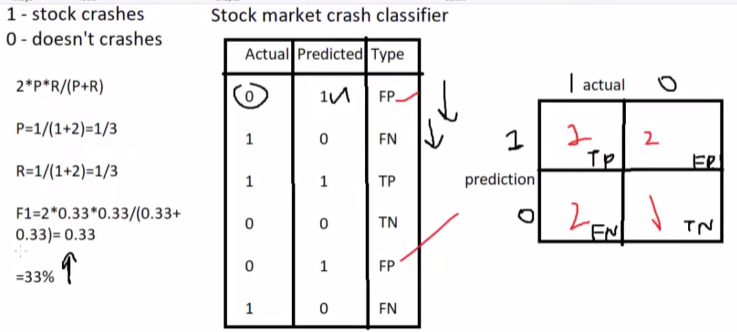 1 - stock crashes
0 - doesn't crashes
2*P*R/(P+R)
P=1/(1+2)=1/3
R=1/(1+2)=1/3
F1=2*0.33*0.33/(0.33+
0.33)= 0.33
=33%
Stock market crash classifier
Actual Predicted Type
0 1 FP
1 0 FN
1 1 TP
0 0 TN
0 1 FP
1 0 FN
1 actual 0
1 TP 2 FP
prediction
0 2 FN 1 TN